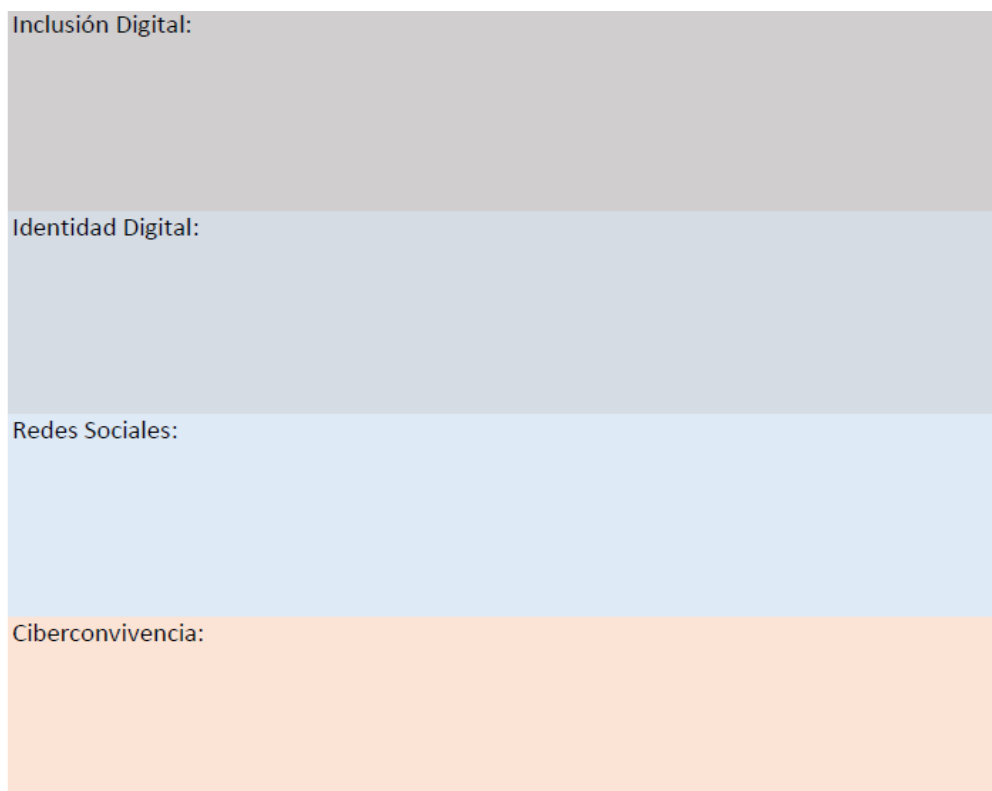 Inclusión Digital:
Identidad Digital:
Redes Sociales:
Ciberconvivencia: